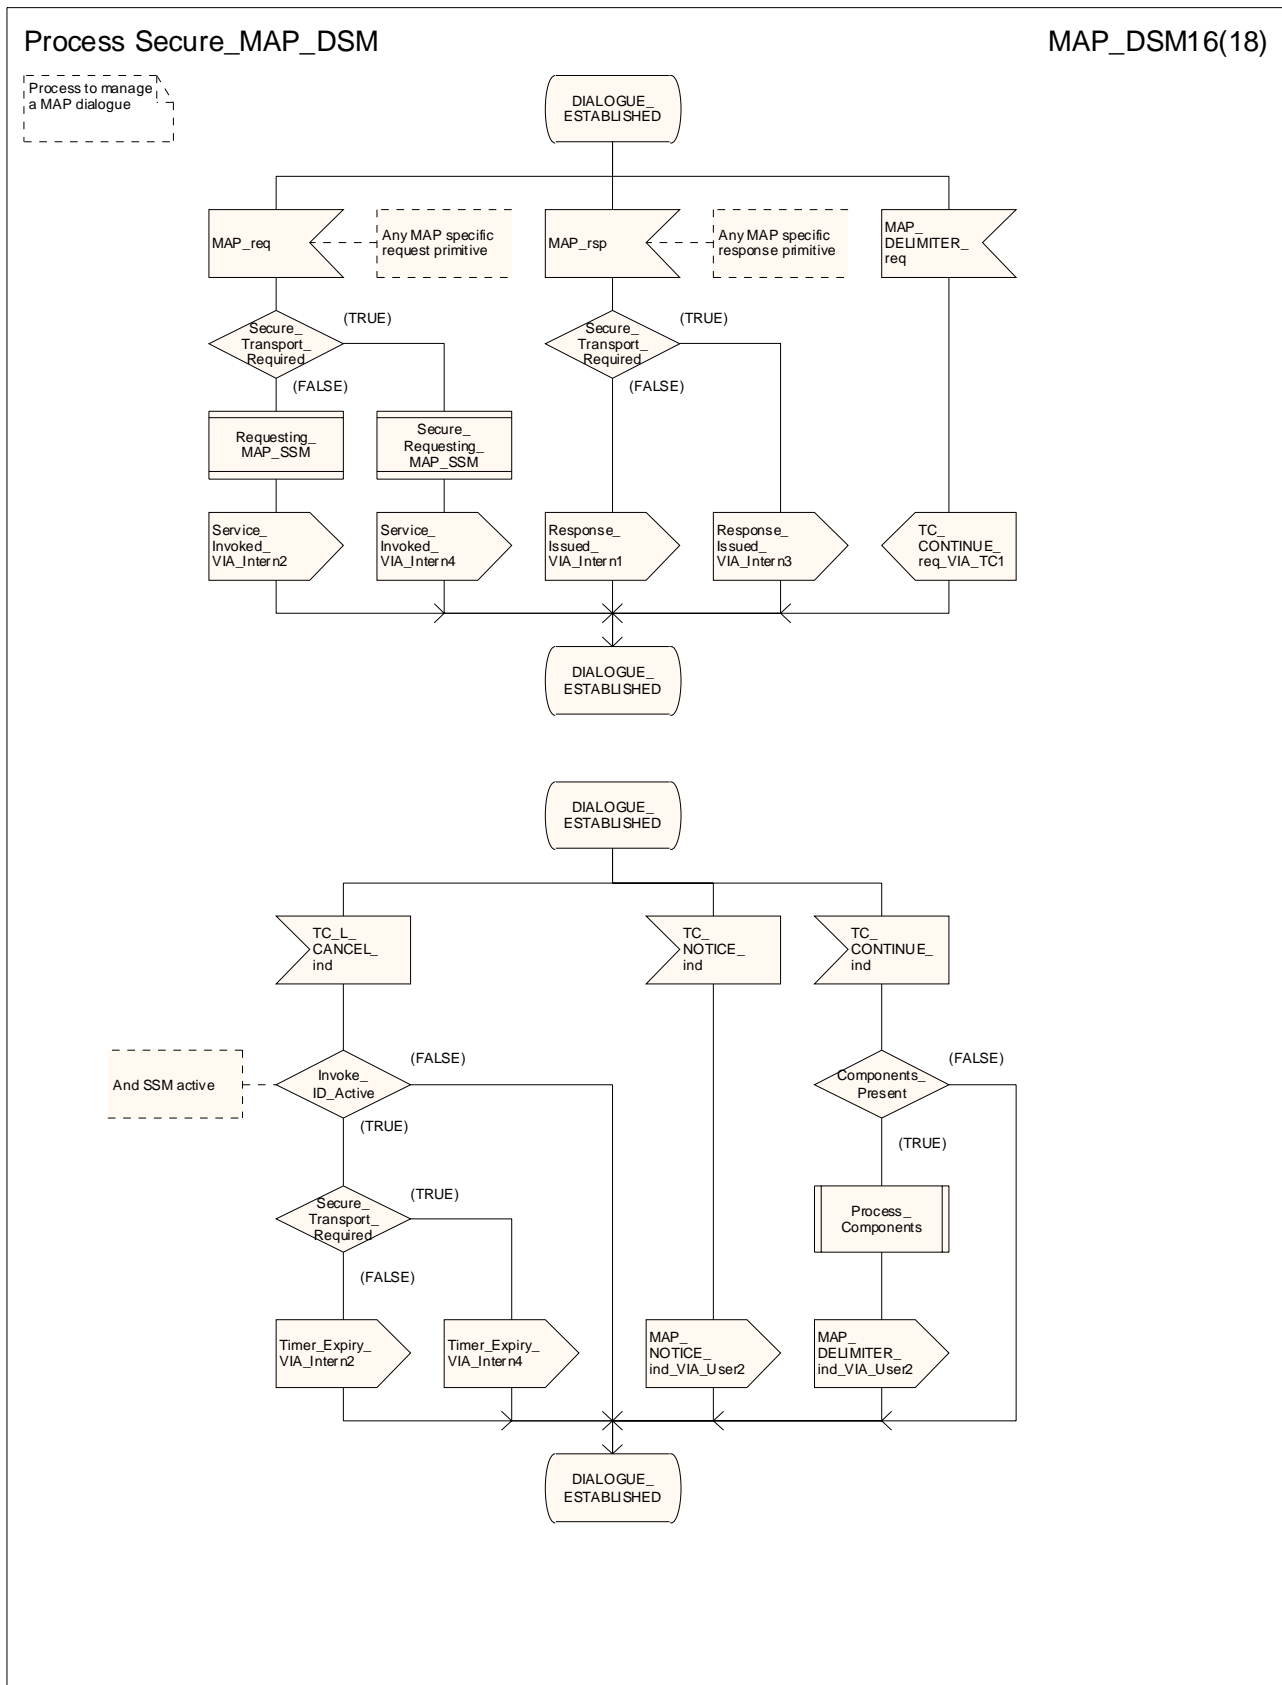 Process Secure_MAP_DSM
MAP_DSM16(18)
Process to manage
a MAP dialogue
DIALOGUE_
ESTABLISHED
MAP_req
Any MAP specific
request primitive
MAP_rsp
Any MAP specific
response primitive
MAP_
DELIMITER_
req
Secure_
Transport_
Required
(TRUE)
(FALSE)
Secure_
Transport_
Required
(TRUE)
(FALSE)
Requesting_
MAP_SSM
Secure_
Requesting_
MAP_SSM
Service_
Invoked_
VIA_Intern2
Service_
Invoked_
VIA_Intern4
Response_
Issued_
VIA_Intern1
Response_
Issued_
VIA_Intern3
TC_
CONTINUE_
req_VIA_TC1
DIALOGUE_
ESTABLISHED
DIALOGUE_
ESTABLISHED
TC_L_
CANCEL_
ind
TC_
NOTICE_
ind
TC_
CONTINUE_
ind
And SSM active
Invoke_
ID_Active
(FALSE)
(TRUE)
Components_
Present
(FALSE)
(TRUE)
Secure_
Transport_
Required
(TRUE)
(FALSE)
Process_
Components
Timer_Expiry_
VIA_Intern2
Timer_Expiry_
VIA_Intern4
MAP_
NOTICE_
ind_VIA_User2
MAP_
DELIMITER_
ind_VIA_User2
DIALOGUE_
ESTABLISHED